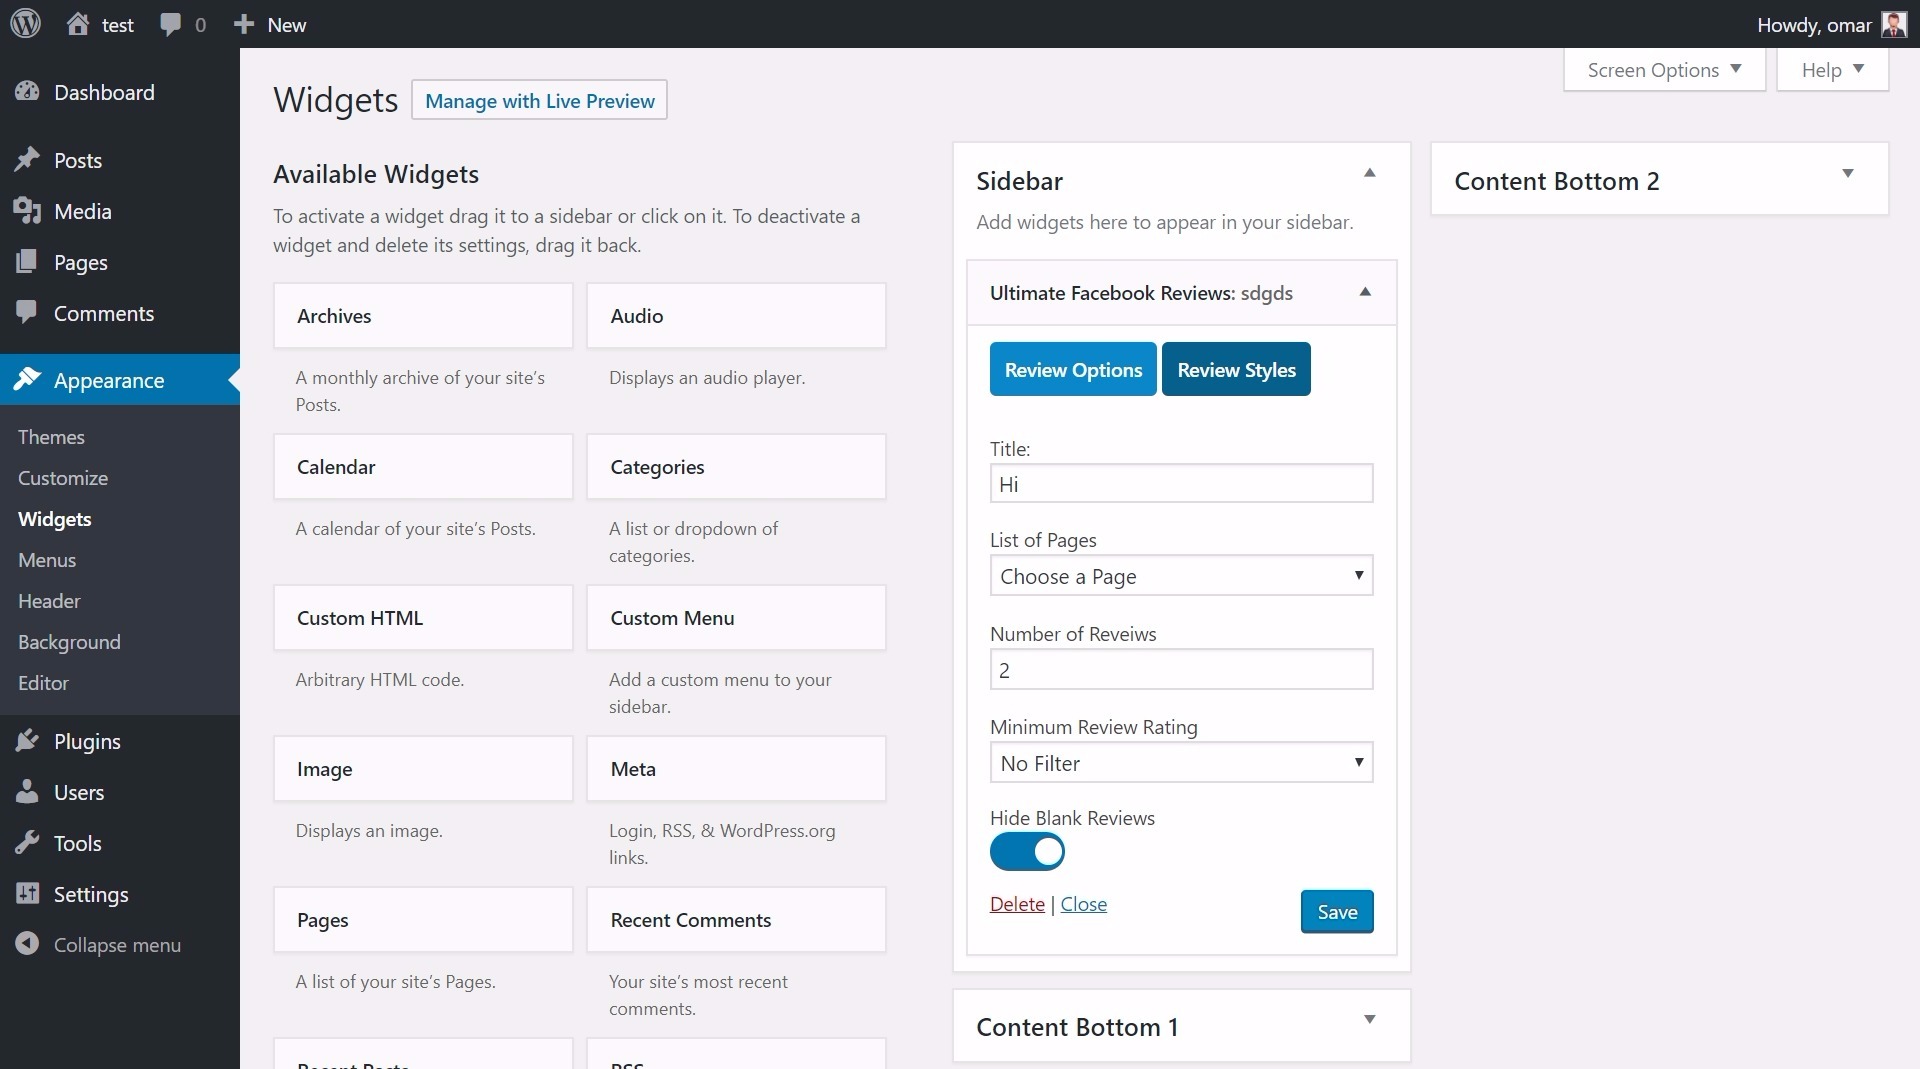 test
0
New
Howdy, omar
Dashboard
Posts
Media
Pages
Comments
Appearance
Themes
Customize
Widgets
Menus
Header
Background
Editor
Plugins
Users
Tools
Settings
Collapse menu
Screen Options
Help
Widgets
Manage with Live Preview
Available Widgets
To activate a widget drag it to a sidebar or click on it. To deactivate a
widget and delete its settings, drag it back.
Archives
A monthly archive of your site’s
Posts.
Audio
Displays an audio player.
Calendar
A calendar of your site’s Posts.
Categories
A list or dropdown of
categories.
Custom HTML
Arbitrary HTML code.
Custom Menu
Add a custom menu to your
sidebar.
Image
Displays an image.
Meta
Login, RSS, & WordPress.org
links.
Pages
A list of your site’s Pages.
Recent Comments
Your site’s most recent
comments.
Recent Posts
RSS
Sidebar
Add widgets here to appear in your sidebar.
Ultimate Facebook Reviews: sdgds
Review Options
Review Styles
Title:
Hi
List of Pages
Choose a Page
Number of Reveiws
2
Minimum Review Rating
No Filter
Hide Blank Reviews
Delete | Close
Save
Content Bottom 1
Content Bottom 2